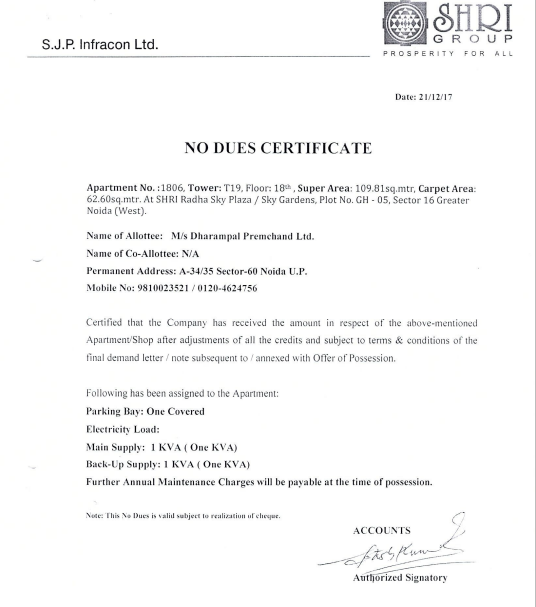 SHRI
S.J.P. Infracon Ltd.
GROUP
PROSPERITY FOR ALL
Date: 21/12/17
NO DUES CERTIFICATE
Apartment No. :1806, Tower: T19, Floor: 18th , Super Area: 109.81sq.mtr, Carpet Area:
62.60sq.mtr. At SHRI Radha Sky Plaza / Sky Gardens, Plot No. GH - 05, Sector 16 Greater
Noida (West).
Name of Allottee: M/s Dharampal Premchand Ltd.
Name of Co-Allottee: N/A
Permanent Address: A-34/35 Sector-60 Noida U.P.
Mobile No: 9810023521 / 0120-4624756
Certified that the Company has received the amount in respect of the above-mentioned
Apartment/Shop after adjustments of all the credits and subject to terms & conditions of the
final demand letter / note subsequent to / annexed with Offer of Possession.
Following has been assigned to the Apartment:
Parking Bay: One Covered
Electricity Load:
Main Supply: 1 KVA ( One KVA)
Back-Up Supply: 1 KVA ( One KVA)
Further Annual Maintenance Charges will be payable at the time of possession.
Note: This No Dues is valid subject to realization of cheque.
ACCOUNTS
Authorized Signatory